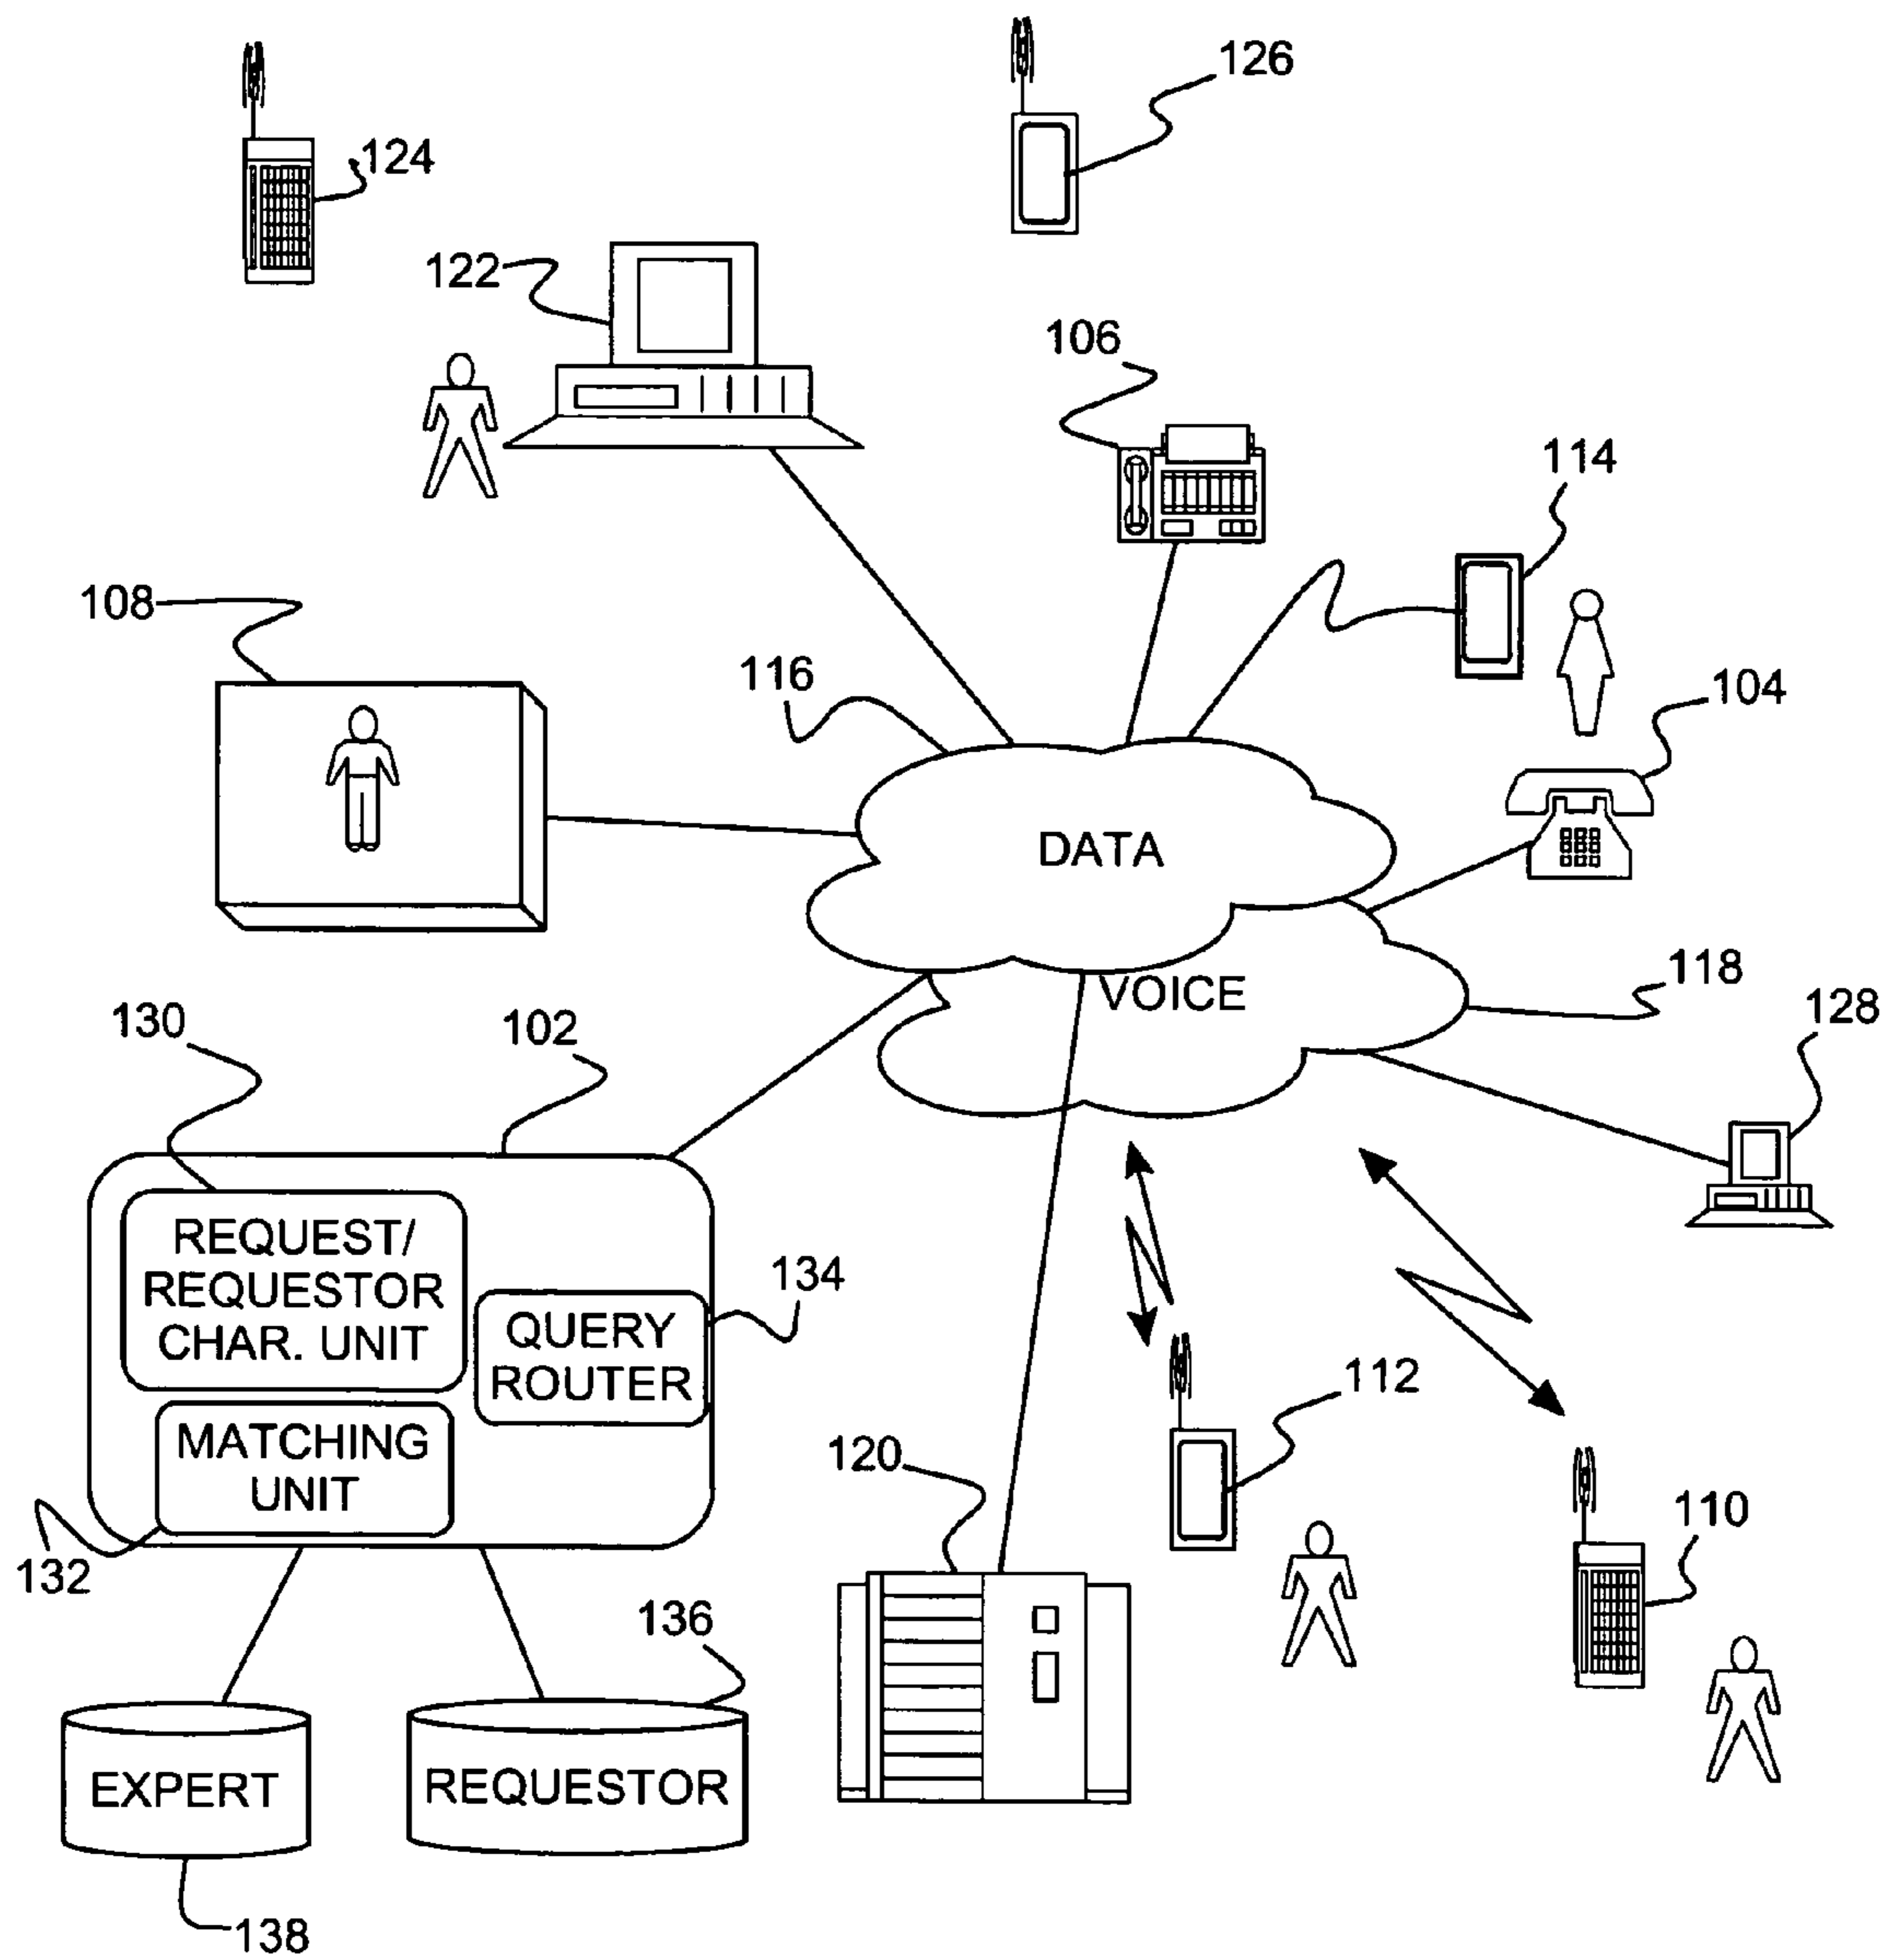 126
124
122
106
114
108
116
104
DATA
118
VOICE
128
130
102
REQUEST/
REQUESTOR
CHAR. UNIT
134
QUERY
ROUTER
112
MATCHING
UNIT
120
110
132
136
EXPERT
REQUESTOR
138